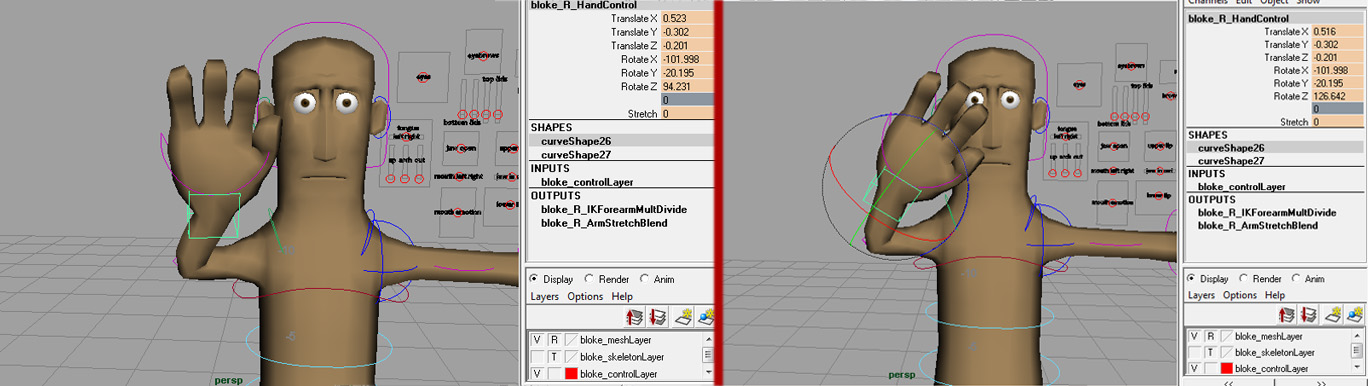 bloke_R_HandControl
Translate X 0.523
Translate Y -0.302
Translate Z -0.201
Rotate X -101.998
Rotate Y -20.195
Rotate Z 94.231
0
Stretch 0
SHAPES
curveShape26
curveShape27
INPUTS
bloke_controlLayer
OUTPUTS
bloke_R_IKForearmMultDivide
bloke_R_ArmStretchBlend
Display Render Anim
Layers Options Help
V R bloke_meshLayer
T bloke_skeletonLayer
V bloke_controlLayer
eyes
eyebrows
top lids
bottom lids
tongue
left/right
jaw open
up arch out
mouth left/right
mouth emotion
lower lip
persp
Channels Edit Object Show
bloke_R_HandControl
Translate X 0.516
Translate Y -0.302
Translate Z -0.201
Rotate X -101.998
Rotate Y -20.195
Rotate Z 126.642
0
Stretch 0
SHAPES
curveShape26
curveShape27
INPUTS
bloke_controlLayer
OUTPUTS
bloke_R_IKForearmMultDivide
bloke_R_ArmStretchBlend
Display Render Anim
Layers Options Help
V R bloke_meshLayer
T bloke_skeletonLayer
V bloke_controlLayer
eyes
eyebrows
top lids
bottom lids
tongue
left/right
jaw open
up arch out
mouth left/right
mouth emotion
lower lip
persp